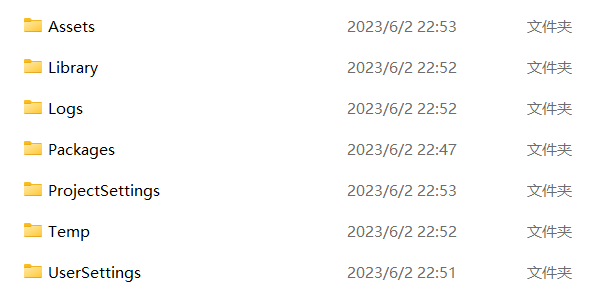 Assets 2023/6/2 22:53 文件夹
Library 2023/6/2 22:52 文件夹
Logs 2023/6/2 22:52 文件夹
Packages 2023/6/2 22:47 文件夹
ProjectSettings 2023/6/2 22:53 文件夹
Temp 2023/6/2 22:52 文件夹
UserSettings 2023/6/2 22:51 文件夹